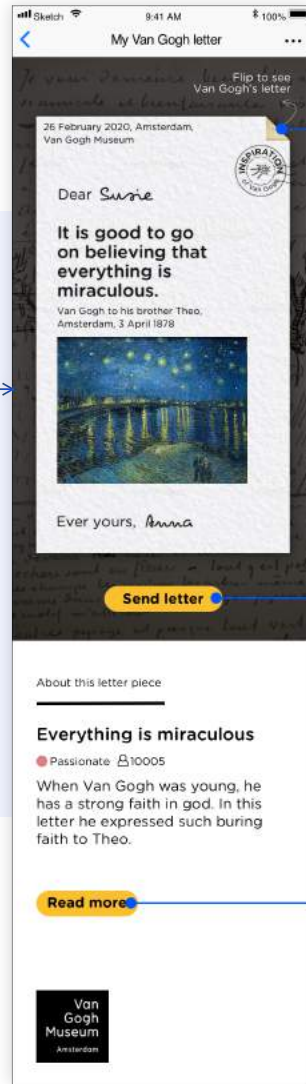 Sketch 9:41 AM 100%
My Van Gogh letter
Flip to see
Van Gogh's letter
26 February 2020, Amsterdam,
Van Gogh Museum
INSPIRATION
of Van Gogh
Dear Susie
It is good to go
on believing that
everything is
miraculous.
Van Gogh to his brother Theo,
Amsterdam, 3 April 1878
Ever yours, Anna
Send letter
About this letter piece
Everything is miraculous
Passionate 10005
When Van Gogh was young, he
has a strong faith in god. In this
letter he expressed such buring
faith to Theo.
Read more
Van
Gogh
Museum
Amsterdam